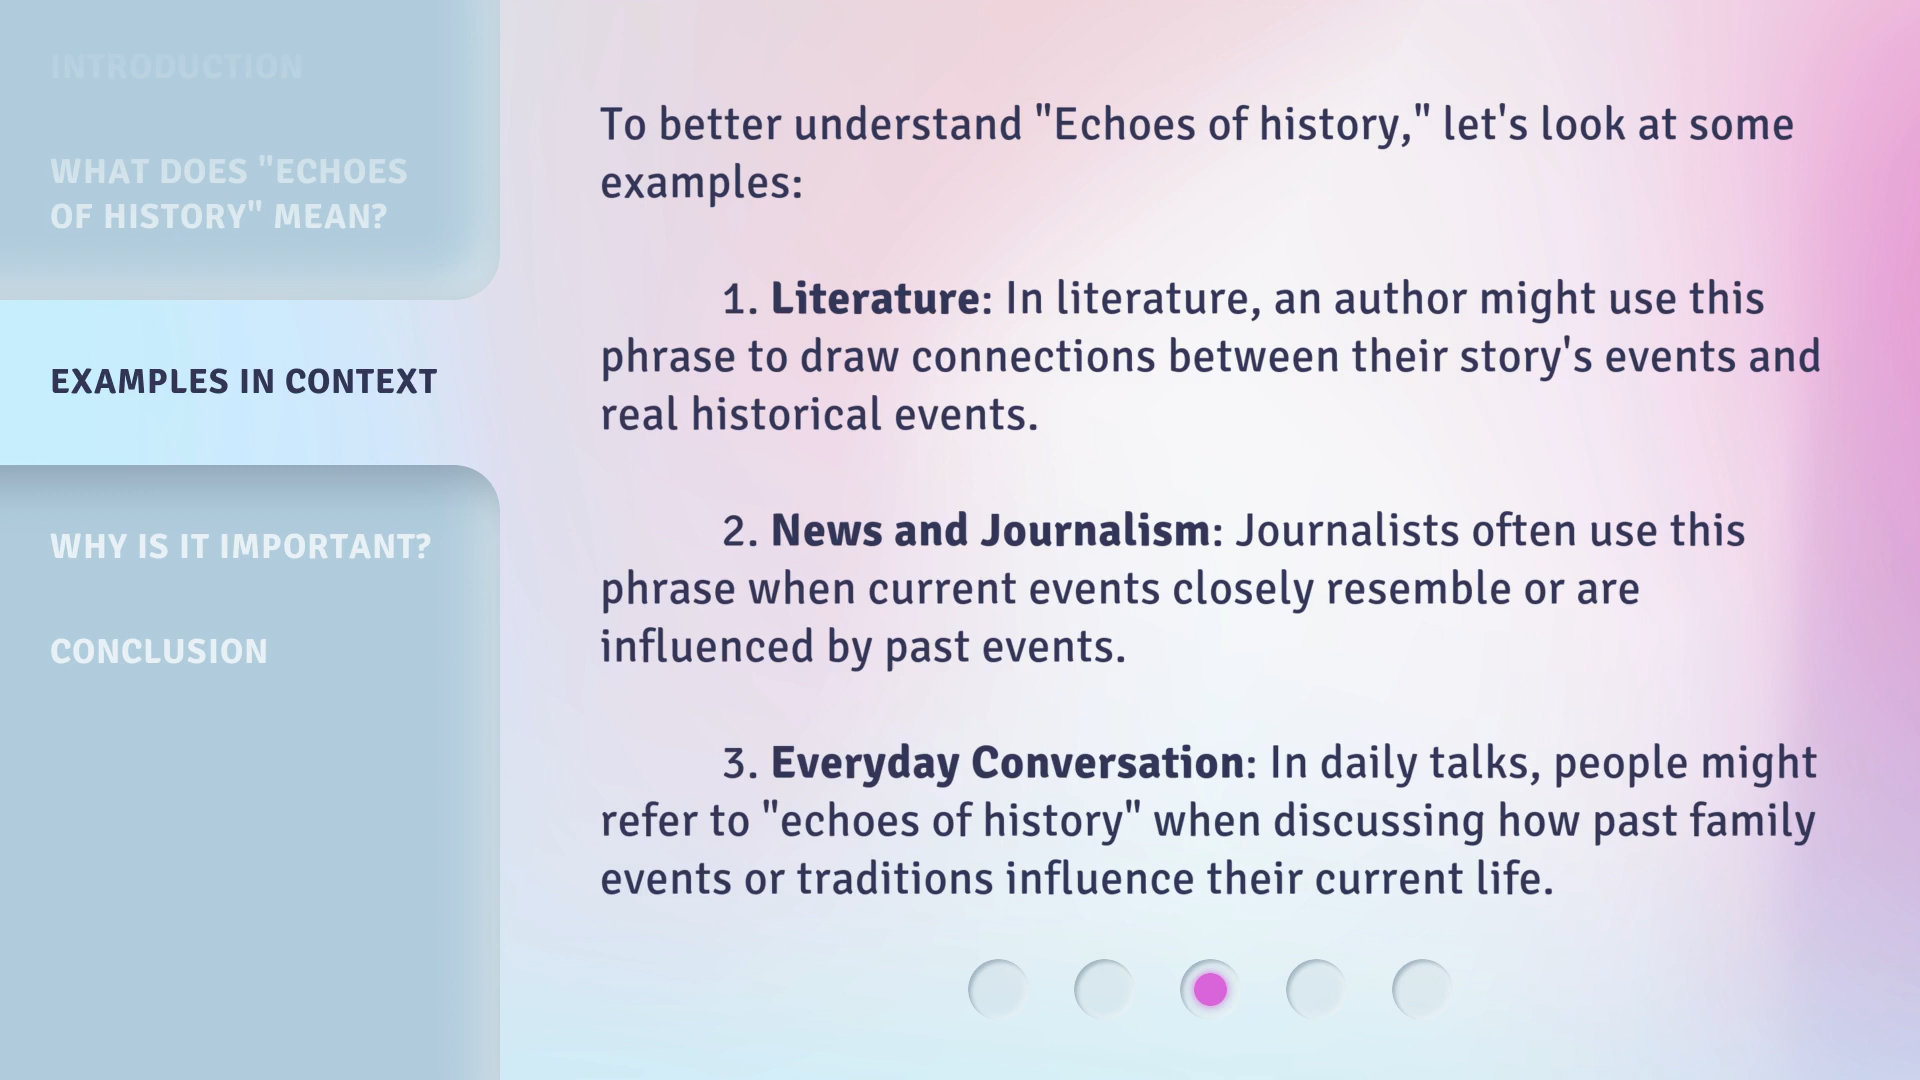 INTRODUCTION
WHAT DOES "ECHOES
OF HISTORY" MEAN?
EXAMPLES IN CONTEXT
WHY IS IT IMPORTANT?
CONCLUSION
To better understand "Echoes of history," let's look at some
examples:
1. Literature: In literature, an author might use this
phrase to draw connections between their story's events and
real historical events.
2. News and Journalism: Journalists often use this
phrase when current events closely resemble or are
influenced by past events.
3. Everyday Conversation: In daily talks, people might
refer to "echoes of history" when discussing how past family
events or traditions influence their current life.